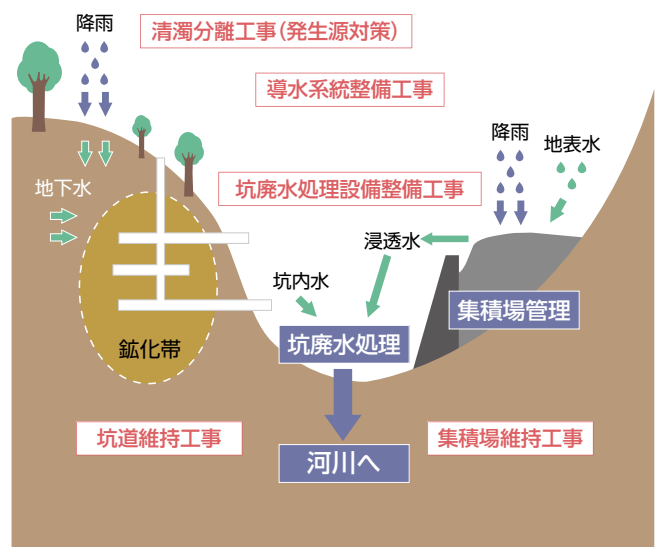 降雨
清濁分離工事（発生源対策）
導水系統整備工事
降雨
地表水
地下水
坑廃水処理設備整備工事
浸透水
坑内水
集積場管理
鉱化帯
坑廃水処理
坑道維持工事
集積場維持工事
河川へ